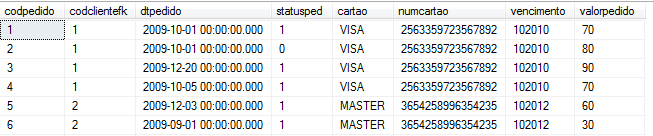 codpedido codclientefk dtpedido statusped cartao numcartao vencimento valorpedido
1 1 2009-10-01 00:00:00.000 1 VISA 2563359723567892 102010 70
2 1 2009-10-01 00:00:00.000 0 VISA 2563359723567892 102010 80
3 1 2009-12-20 00:00:00.000 1 VISA 2563359723567892 102010 90
4 1 2009-10-05 00:00:00.000 1 VISA 2563359723567892 102010 70
5 2 2009-12-03 00:00:00.000 1 MASTER 3654258996354235 102012 60
6 2 2009-09-01 00:00:00.000 1 MASTER 3654258996354235 102012 30